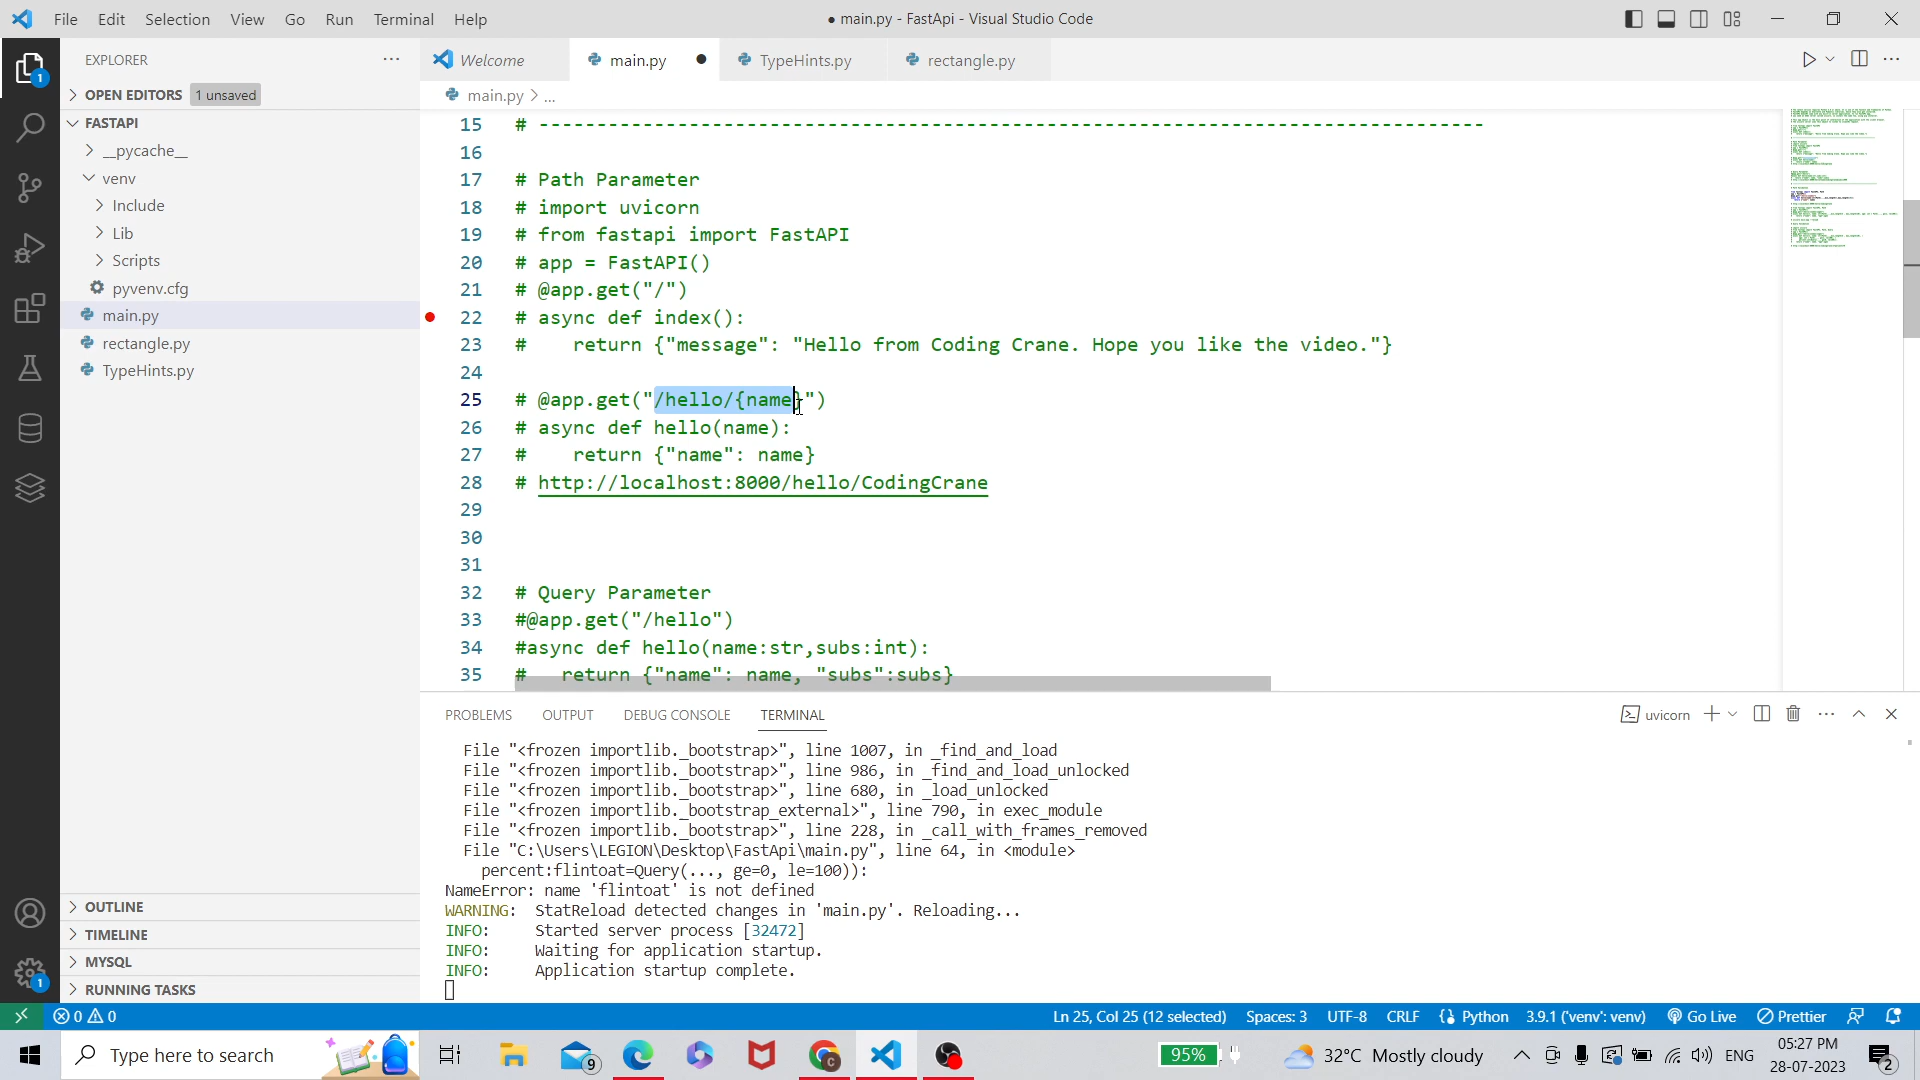 File Edit Selection View Go Run Terminal Help
● main.py - FastApi - Visual Studio Code
EXPLORER
Welcome
main.py
TypeHints.py
rectangle.py
OPEN EDITORS 1 unsaved
main.py > ...
FASTAPI
__pycache__
venv
Include
Lib
Scripts
pyvenv.cfg
main.py
rectangle.py
TypeHints.py
OUTLINE
TIMELINE
MYSQL
RUNNING TASKS
15 # ----------------------------------------------------------------------------------
16
17 # Path Parameter
18 # import uvicorn
19 # from fastapi import FastAPI
20 # app = FastAPI()
21 # @app.get("/")
22 # async def index():
23 #    return {"message": "Hello from Coding Crane. Hope you like the video."}
24
25 # @app.get("/hello/{name}")
26 # async def hello(name):
27 #    return {"name": name}
28 # http://localhost:8000/hello/CodingCrane
29
30
31
32 # Query Parameter
33 #@app.get("/hello")
34 #async def hello(name:str,subs:int):
35 #   return {"name": name, "subs":subs}
PROBLEMS OUTPUT DEBUG CONSOLE TERMINAL
uvicorn
File "<frozen importlib._bootstrap>", line 1007, in _find_and_load
File "<frozen importlib._bootstrap>", line 986, in _find_and_load_unlocked
File "<frozen importlib._bootstrap>", line 680, in _load_unlocked
File "<frozen importlib._bootstrap_external>", line 790, in exec_module
File "<frozen importlib._bootstrap>", line 228, in _call_with_frames_removed
File "C:\Users\LEGION\Desktop\FastApi\main.py", line 64, in <module>
percent:flintoat=Query(..., ge=0, le=100)):
NameError: name 'flintoat' is not defined
WARNING: StatReload detected changes in 'main.py'. Reloading...
INFO: Started server process [32472]
INFO: Waiting for application startup.
INFO: Application startup complete.
1
1
0 0
Ln 25, Col 25 (12 selected) Spaces: 3 UTF-8 CRLF Python 3.9.1 ('venv': venv) Go Live Prettier
Type here to search
9
95%
32°C Mostly cloudy
ENG
05:27 PM
28-07-2023
2